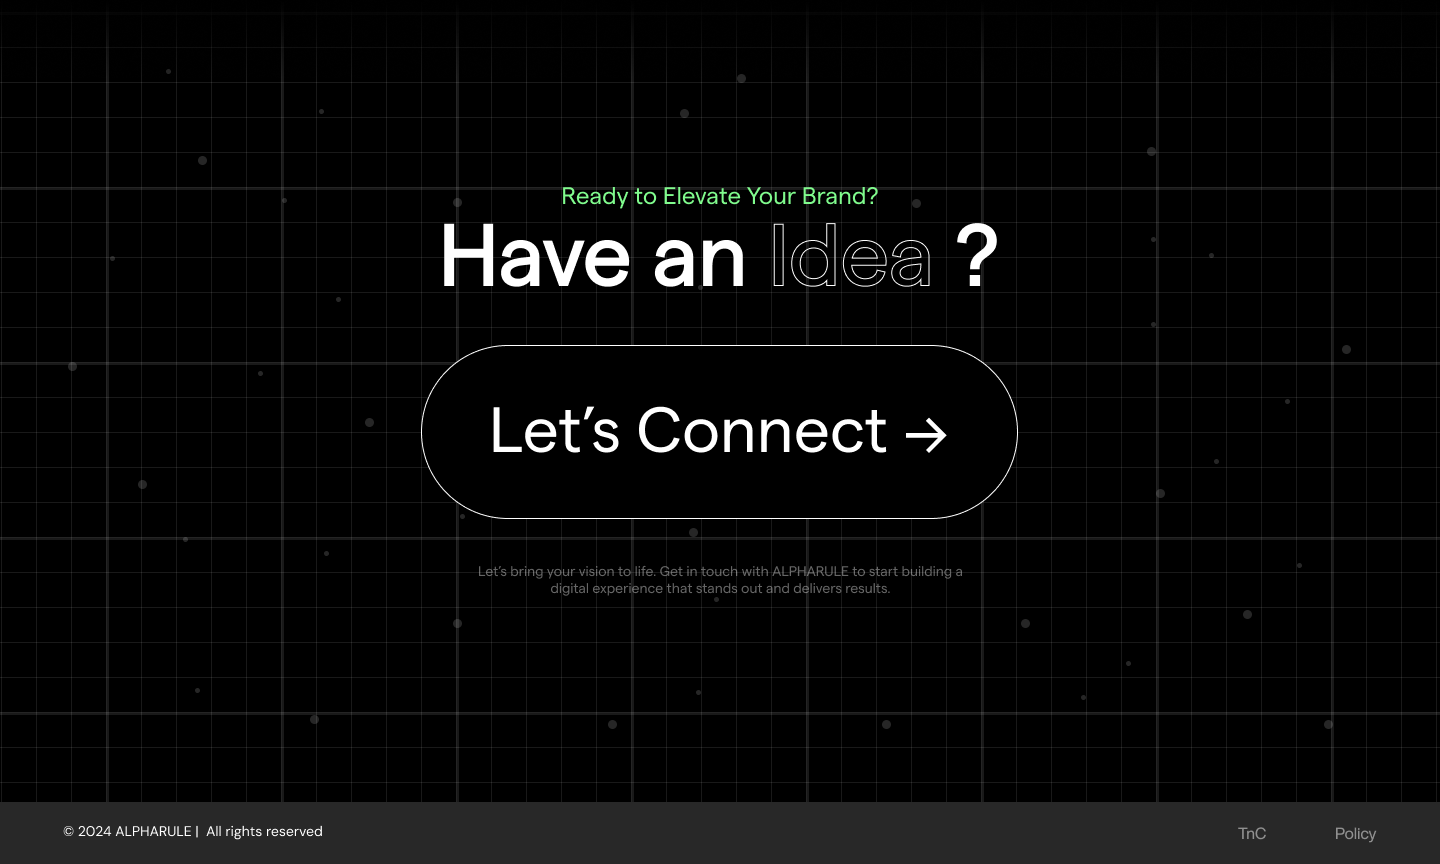 Ready to Elevate Your Brand?
Have an Idea ?
Let's Connect →
Let's bring your vision to life. Get in touch with ALPHARULE to start building a
digital experience that stands out and delivers results.
© 2024 ALPHARULE | All rights reserved
TnC
Policy